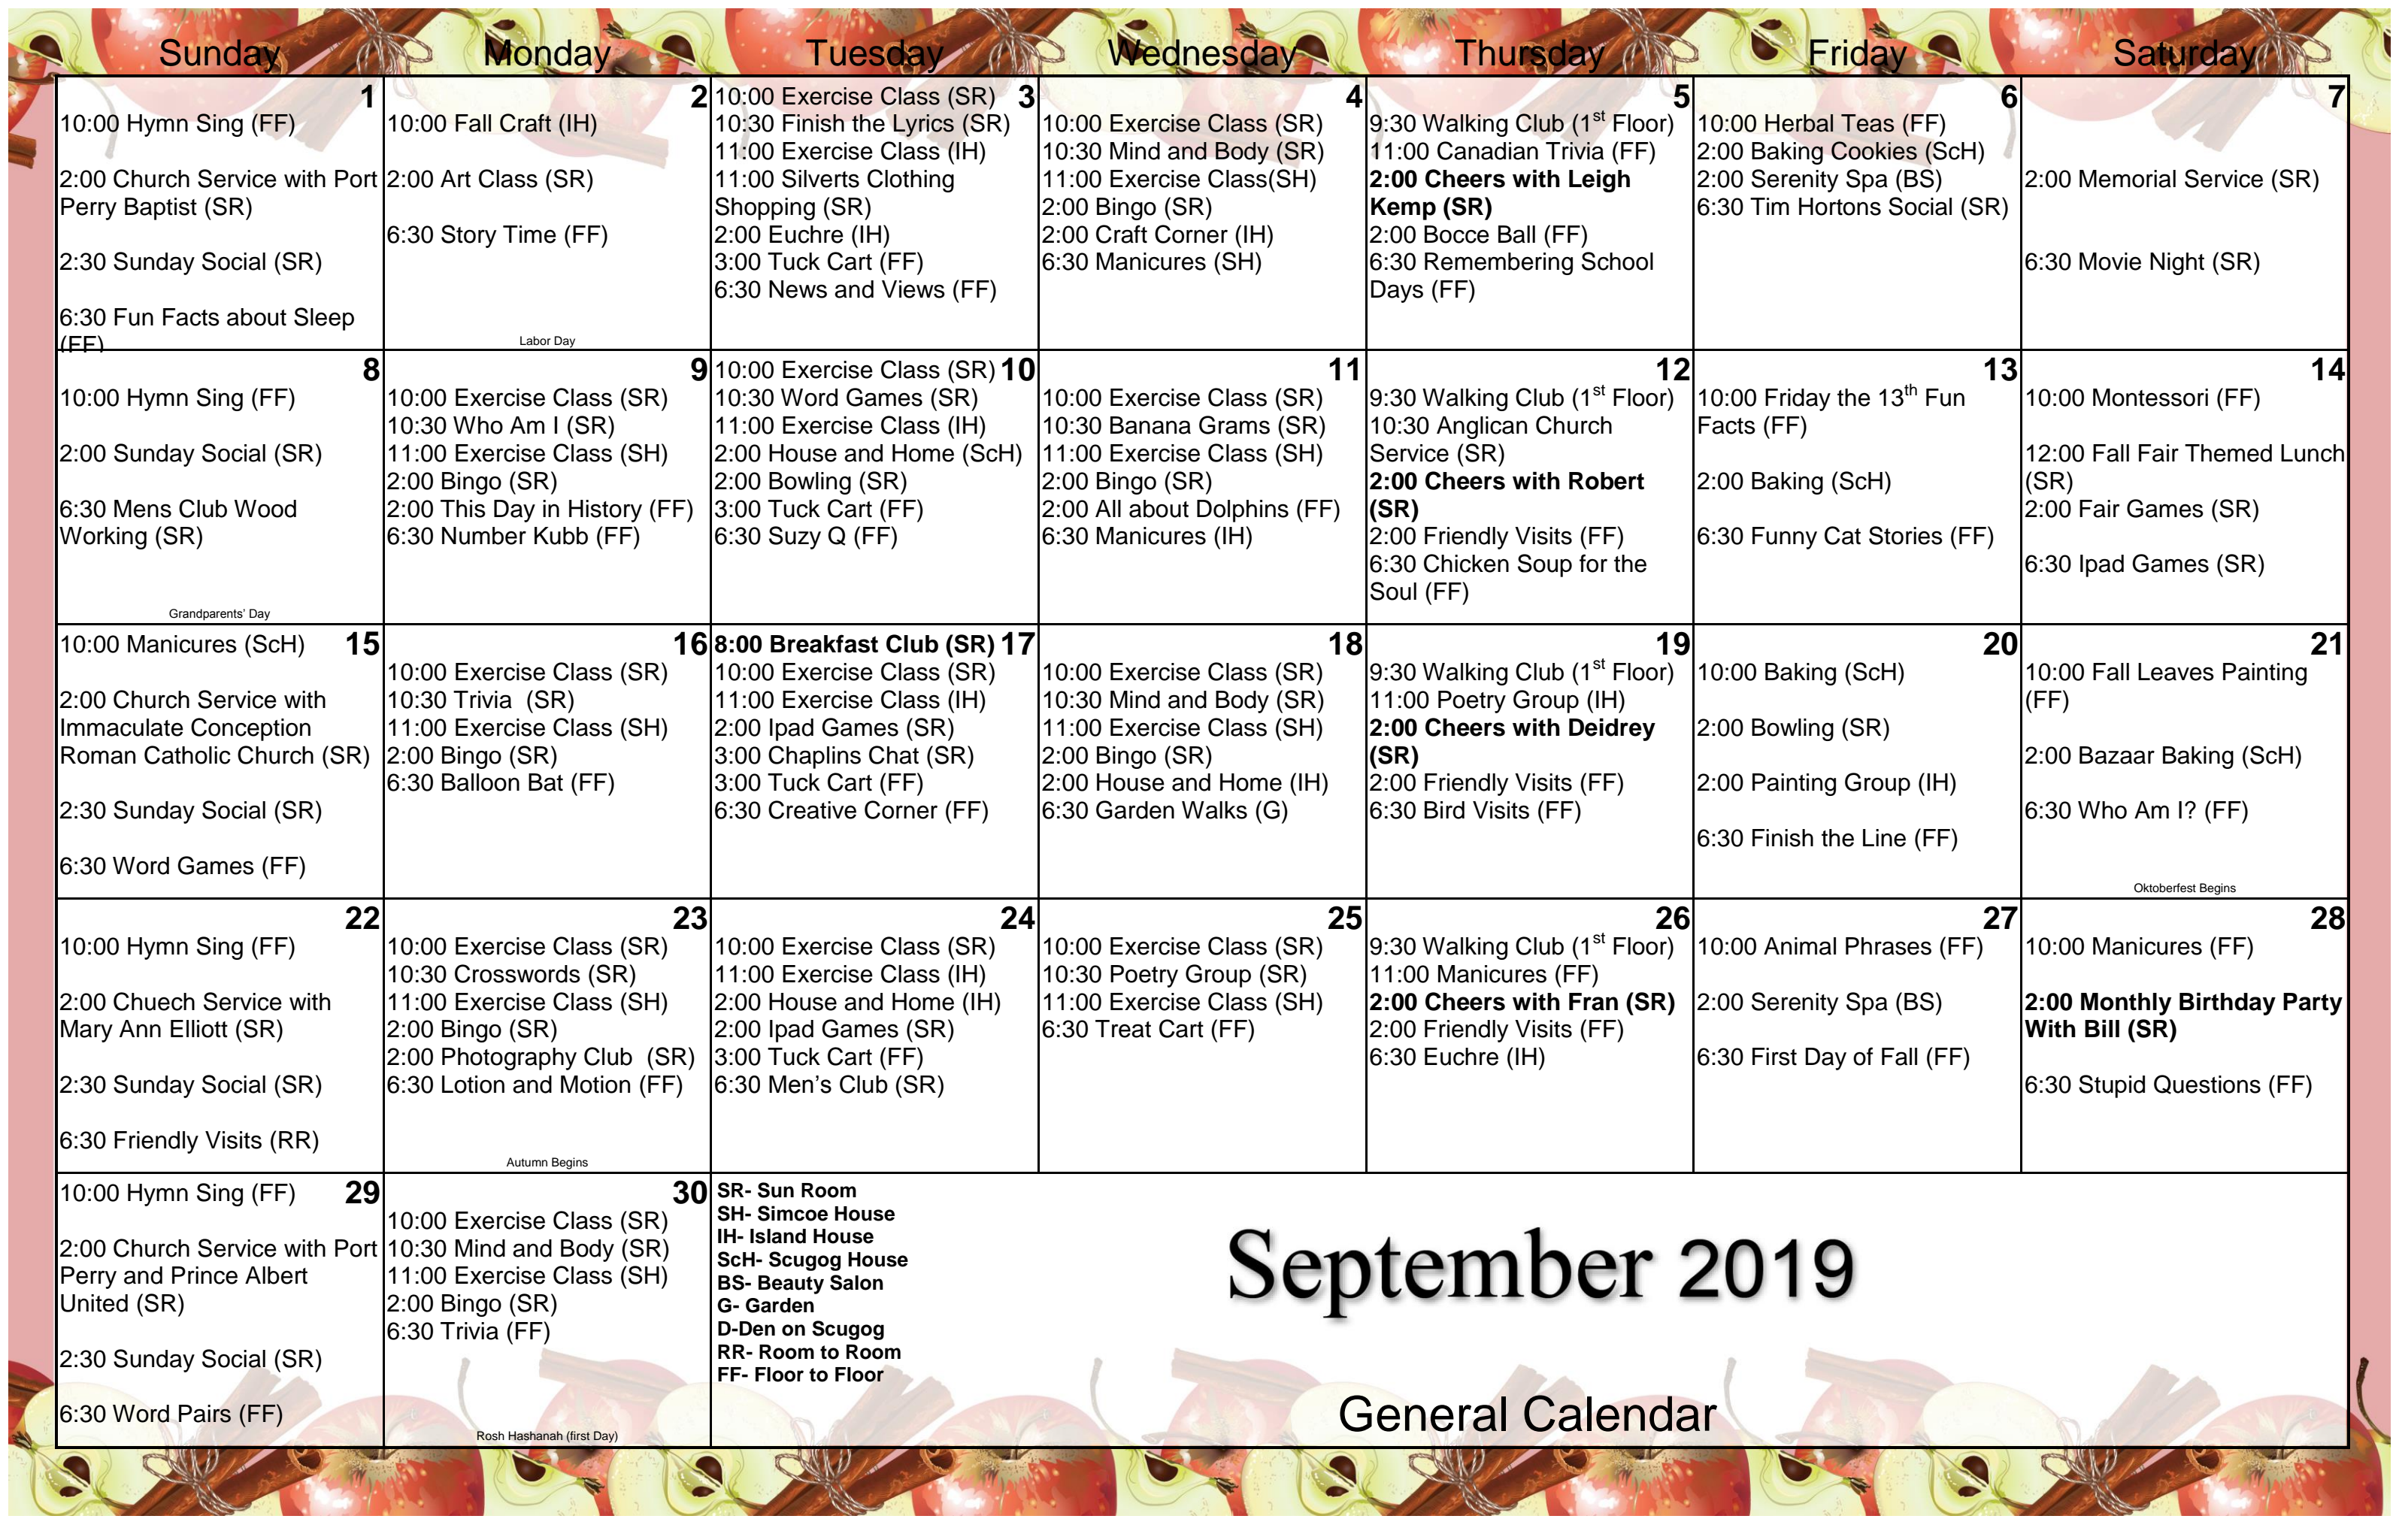 Sunday Monday Tuesday Wednesday Thursday Friday Saturday
1
10:00 Hymn Sing (FF)
2:00 Church Service with Port
Perry Baptist (SR)
2:30 Sunday Social (SR)
6:30 Fun Facts about Sleep
(FF)
2
10:00 Fall Craft (IH)
2:00 Art Class (SR)
6:30 Story Time (FF)
Labor Day
10:00 Exercise Class (SR) 3
10:30 Finish the Lyrics (SR)
11:00 Exercise Class (IH)
11:00 Silverts Clothing
Shopping (SR)
2:00 Euchre (IH)
3:00 Tuck Cart (FF)
6:30 News and Views (FF)
4
10:00 Exercise Class (SR)
10:30 Mind and Body (SR)
11:00 Exercise Class(SH)
2:00 Bingo (SR)
2:00 Craft Corner (IH)
6:30 Manicures (SH)
5
9:30 Walking Club (1st Floor)
11:00 Canadian Trivia (FF)
2:00 Cheers with Leigh
Kemp (SR)
2:00 Bocce Ball (FF)
6:30 Remembering School
Days (FF)
6
10:00 Herbal Teas (FF)
2:00 Baking Cookies (ScH)
2:00 Serenity Spa (BS)
6:30 Tim Hortons Social (SR)
7
2:00 Memorial Service (SR)
6:30 Movie Night (SR)
8
10:00 Hymn Sing (FF)
2:00 Sunday Social (SR)
6:30 Mens Club Wood
Working (SR)
Grandparents' Day
9
10:00 Exercise Class (SR)
10:30 Who Am I (SR)
11:00 Exercise Class (SH)
2:00 Bingo (SR)
2:00 This Day in History (FF)
6:30 Number Kubb (FF)
10:00 Exercise Class (SR) 10
10:30 Word Games (SR)
11:00 Exercise Class (IH)
2:00 House and Home (ScH)
2:00 Bowling (SR)
3:00 Tuck Cart (FF)
6:30 Suzy Q (FF)
11
10:00 Exercise Class (SR)
10:30 Banana Grams (SR)
11:00 Exercise Class (SH)
2:00 Bingo (SR)
2:00 All about Dolphins (FF)
6:30 Manicures (IH)
12
9:30 Walking Club (1st Floor)
10:30 Anglican Church
Service (SR)
2:00 Cheers with Robert
(SR)
2:00 Friendly Visits (FF)
6:30 Chicken Soup for the
Soul (FF)
13
10:00 Friday the 13th Fun
Facts (FF)
2:00 Baking (ScH)
6:30 Funny Cat Stories (FF)
14
10:00 Montessori (FF)
12:00 Fall Fair Themed Lunch
(SR)
2:00 Fair Games (SR)
6:30 Ipad Games (SR)
10:00 Manicures (ScH) 15
2:00 Church Service with
Immaculate Conception
Roman Catholic Church (SR)
2:30 Sunday Social (SR)
6:30 Word Games (FF)
16
10:00 Exercise Class (SR)
10:30 Trivia (SR)
11:00 Exercise Class (SH)
2:00 Bingo (SR)
6:30 Balloon Bat (FF)
8:00 Breakfast Club (SR) 17
10:00 Exercise Class (SR)
11:00 Exercise Class (IH)
2:00 Ipad Games (SR)
3:00 Chaplins Chat (SR)
3:00 Tuck Cart (FF)
6:30 Creative Corner (FF)
18
10:00 Exercise Class (SR)
10:30 Mind and Body (SR)
11:00 Exercise Class (SH)
2:00 Bingo (SR)
2:00 House and Home (IH)
6:30 Garden Walks (G)
19
9:30 Walking Club (1st Floor)
11:00 Poetry Group (IH)
2:00 Cheers with Deidrey
(SR)
2:00 Friendly Visits (FF)
6:30 Bird Visits (FF)
20
10:00 Baking (ScH)
2:00 Bowling (SR)
2:00 Painting Group (IH)
6:30 Finish the Line (FF)
21
10:00 Fall Leaves Painting
(FF)
2:00 Bazaar Baking (ScH)
6:30 Who Am I? (FF)
Oktoberfest Begins
22
10:00 Hymn Sing (FF)
2:00 Chuech Service with
Mary Ann Elliott (SR)
2:30 Sunday Social (SR)
6:30 Friendly Visits (RR)
23
10:00 Exercise Class (SR)
10:30 Crosswords (SR)
11:00 Exercise Class (SH)
2:00 Bingo (SR)
2:00 Photography Club (SR)
6:30 Lotion and Motion (FF)
Autumn Begins
24
10:00 Exercise Class (SR)
11:00 Exercise Class (IH)
2:00 House and Home (IH)
2:00 Ipad Games (SR)
3:00 Tuck Cart (FF)
6:30 Men's Club (SR)
25
10:00 Exercise Class (SR)
10:30 Poetry Group (SR)
11:00 Exercise Class (SH)
6:30 Treat Cart (FF)
26
9:30 Walking Club (1st Floor)
11:00 Manicures (FF)
2:00 Cheers with Fran (SR)
2:00 Friendly Visits (FF)
6:30 Euchre (IH)
27
10:00 Animal Phrases (FF)
2:00 Serenity Spa (BS)
6:30 First Day of Fall (FF)
28
10:00 Manicures (FF)
2:00 Monthly Birthday Party
With Bill (SR)
6:30 Stupid Questions (FF)
10:00 Hymn Sing (FF) 29
2:00 Church Service with Port
Perry and Prince Albert
United (SR)
2:30 Sunday Social (SR)
6:30 Word Pairs (FF)
30
10:00 Exercise Class (SR)
10:30 Mind and Body (SR)
11:00 Exercise Class (SH)
2:00 Bingo (SR)
6:30 Trivia (FF)
Rosh Hashanah (first Day)
SR- Sun Room
SH- Simcoe House
IH- Island House
ScH- Scugog House
BS- Beauty Salon
G- Garden
D-Den on Scugog
RR- Room to Room
FF- Floor to Floor
September 2019
General Calendar